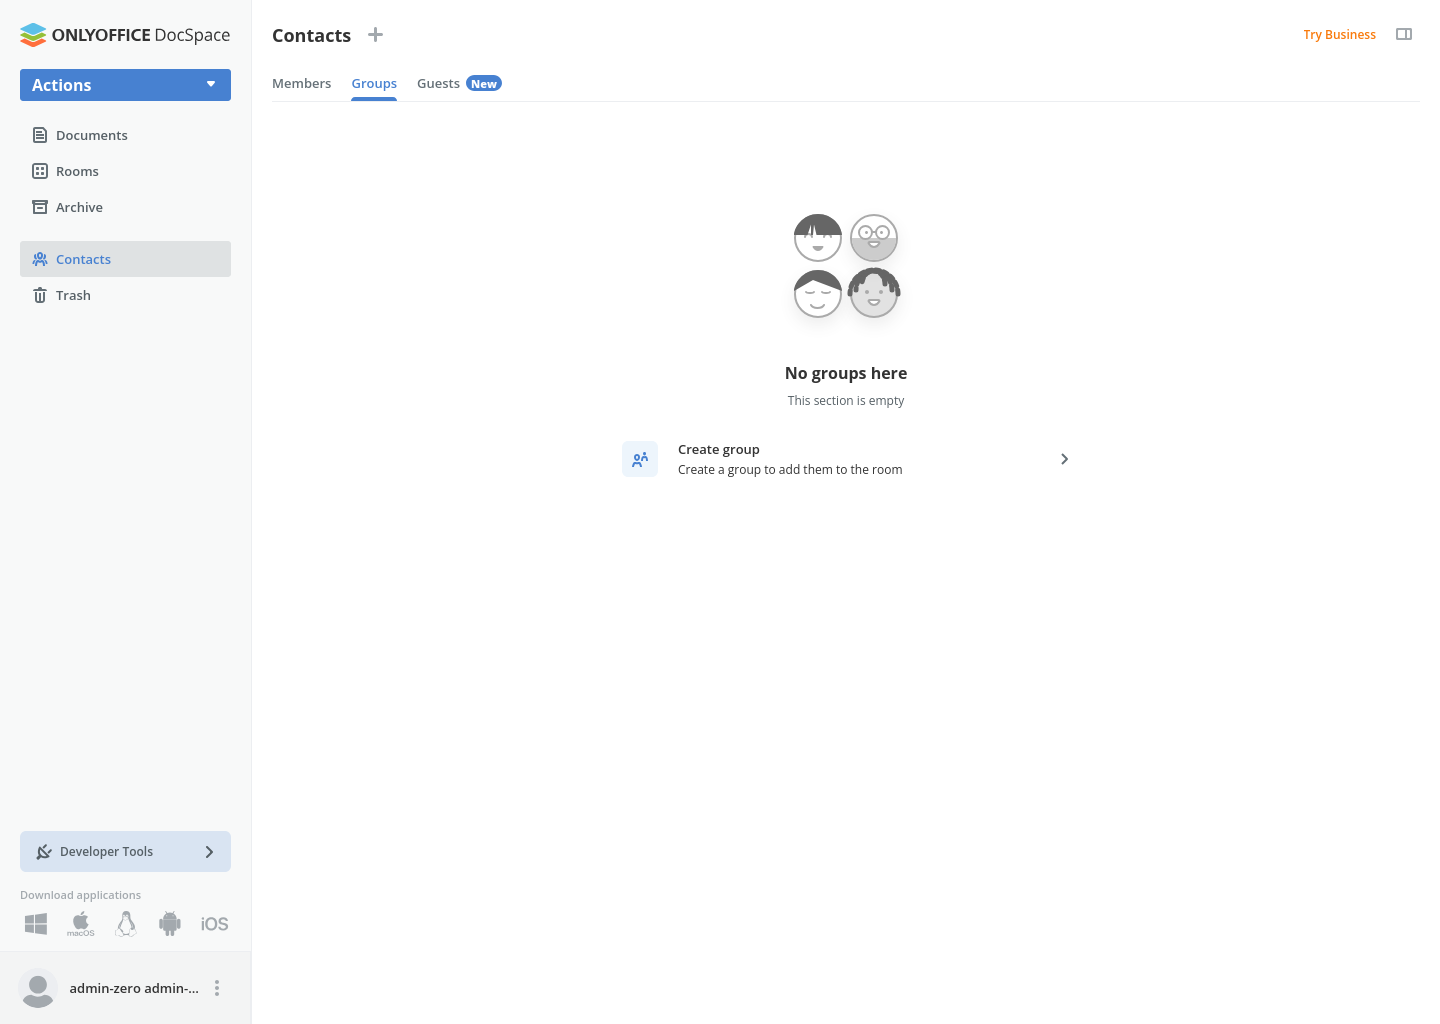 ONLYOFFICE DocSpace
Actions
Documents
Rooms
Archive
Contacts
Trash
Developer Tools
Download applications
macOS
iOS
admin-zero admin-...
Contacts
Try Business
Members
Groups
Guests New
No groups here
This section is empty
Create group
Create a group to add them to the room